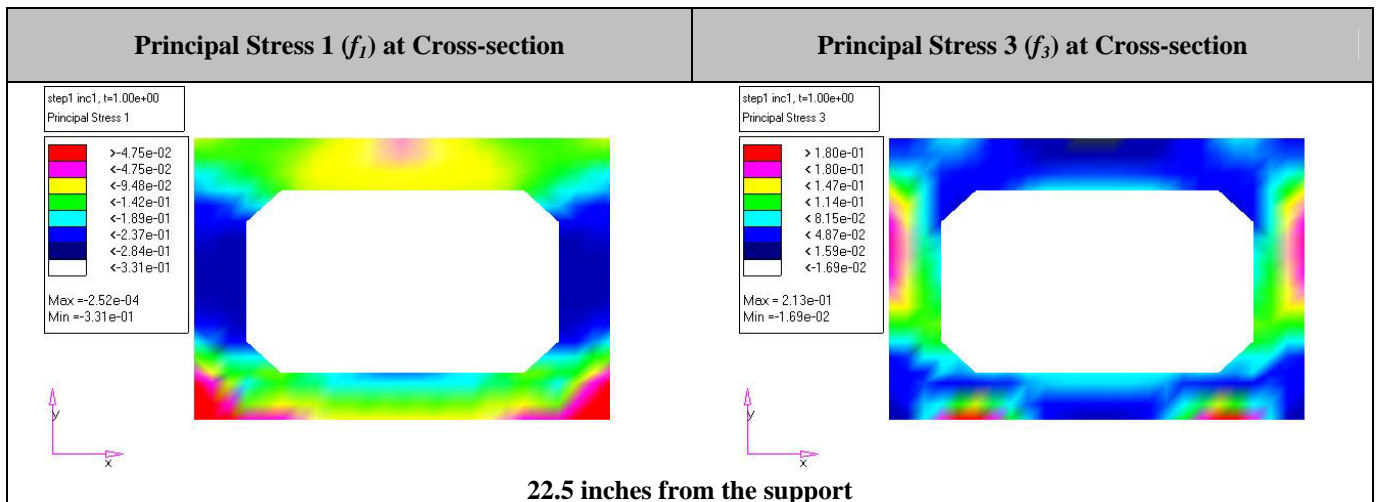 Principal Stress 1 (f1) at Cross-section
Principal Stress 3 (f3) at Cross-section
step1 inc1, t=1.00e+00
Principal Stress 1
>-4.75e-02
<-4.75e-02
<-9.48e-02
<-1.42e-01
<-1.89e-01
<-2.37e-01
<-2.84e-01
<-3.31e-01
Max =-2.52e-04
Min =-3.31e-01
y
x
step1 inc1, t=1.00e+00
Principal Stress 3
> 1.80e-01
< 1.80e-01
< 1.47e-01
< 1.14e-01
< 8.15e-02
< 4.87e-02
< 1.59e-02
<-1.69e-02
Max = 2.13e-01
Min =-1.69e-02
y
x
22.5 inches from the support